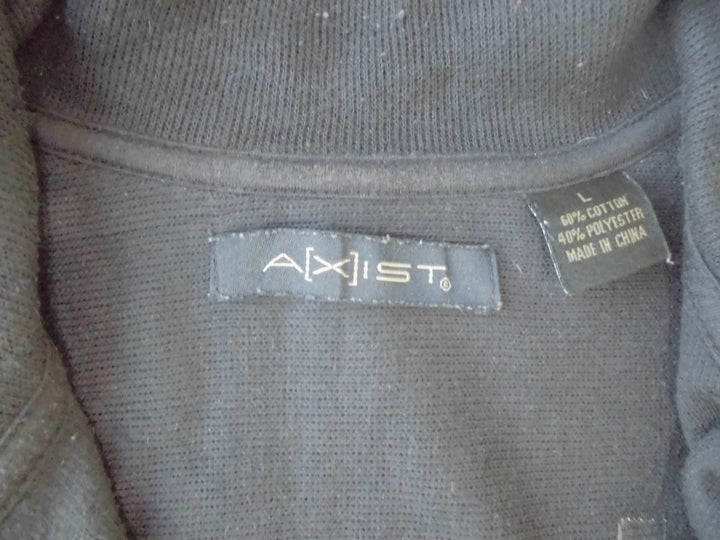 A[X]IST®
L
60% COTTON
40% POLYESTER
MADE IN CHINA